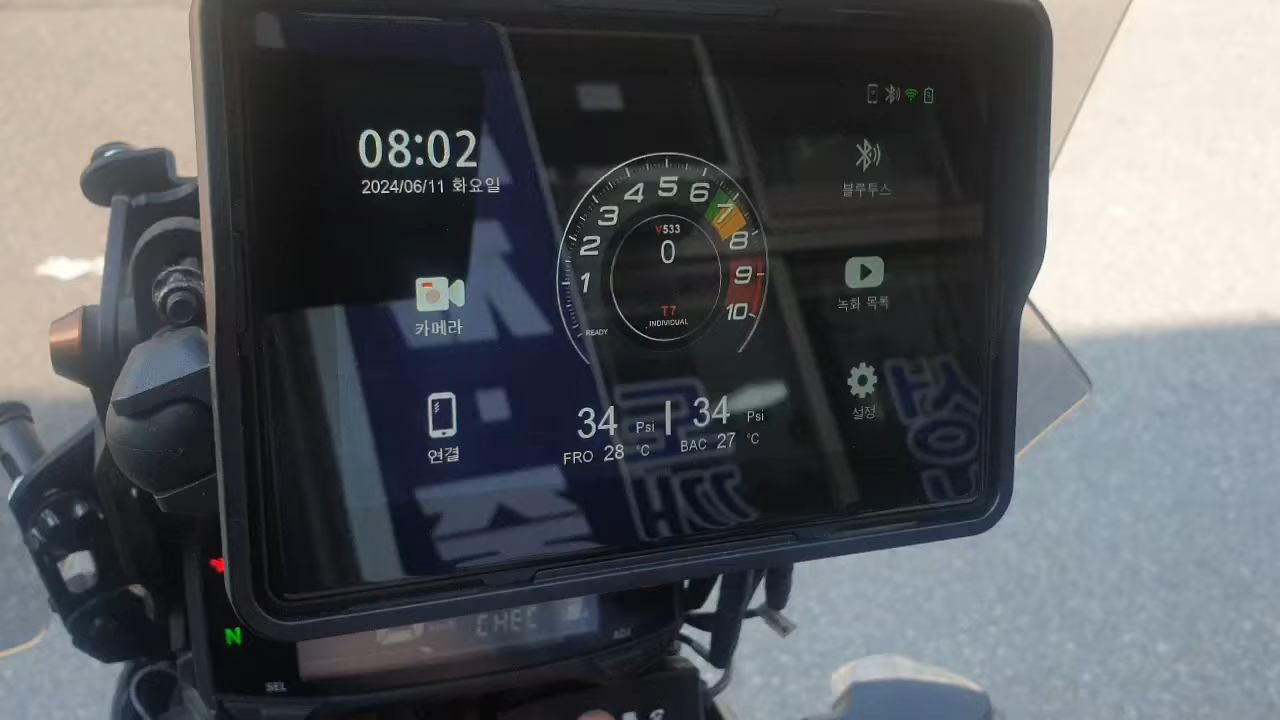 08:02
2024/06/11 화요일
카메라
연결
1
2
3
4
5
6
7
8
9
10
V533
0
T7
INDIVIDUAL
READY
34 Psi | 34 Psi
FRO 28 °C BAC 27 °C
블루투스
녹화 목록
설정
N
CHEC
ADJ
SEL